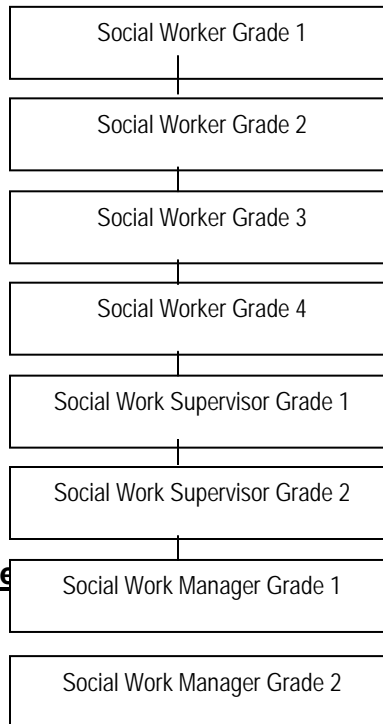 Social Worker Grade 1
Social Worker Grade 2
Social Worker Grade 3
Social Worker Grade 4
Social Work Supervisor Grade 1
Social Work Supervisor Grade 2
e
Social Work Manager Grade 1
Social Work Manager Grade 2